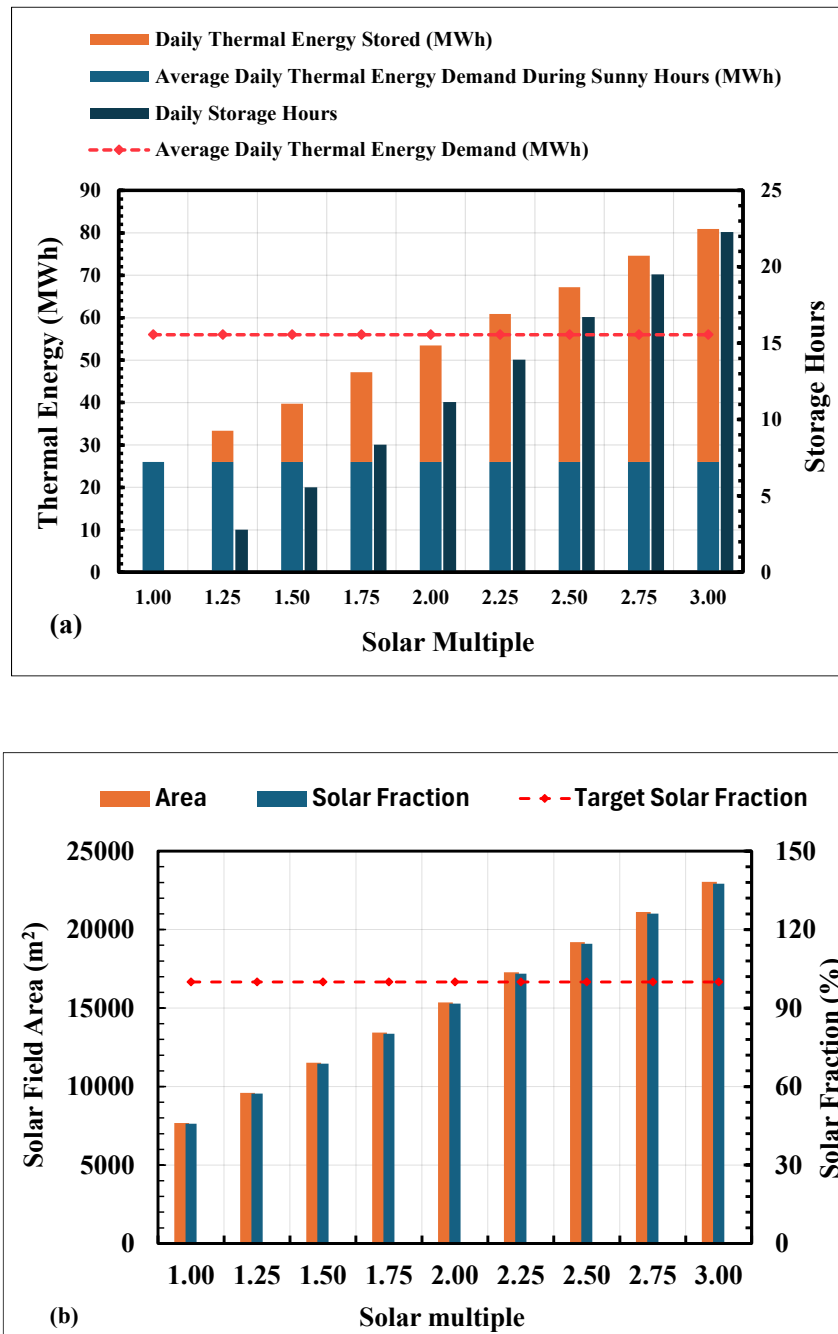 Daily Thermal Energy Stored (MWh)
Average Daily Thermal Energy Demand During Sunny Hours (MWh)
Daily Storage Hours
Average Daily Thermal Energy Demand (MWh)
Thermal Energy (MWh)
90
80
70
60
50
40
30
20
10
0
25
20
15
10
5
0
Storage Hours
1.00 1.25 1.50 1.75 2.00 2.25 2.50 2.75 3.00
(a)
Solar Multiple
Area Solar Fraction Target Solar Fraction
Solar Field Area (m²)
25000
20000
15000
10000
5000
0
150
120
90
60
30
0
Solar Fraction (%)
1.00 1.25 1.50 1.75 2.00 2.25 2.50 2.75 3.00
(b)
Solar multiple